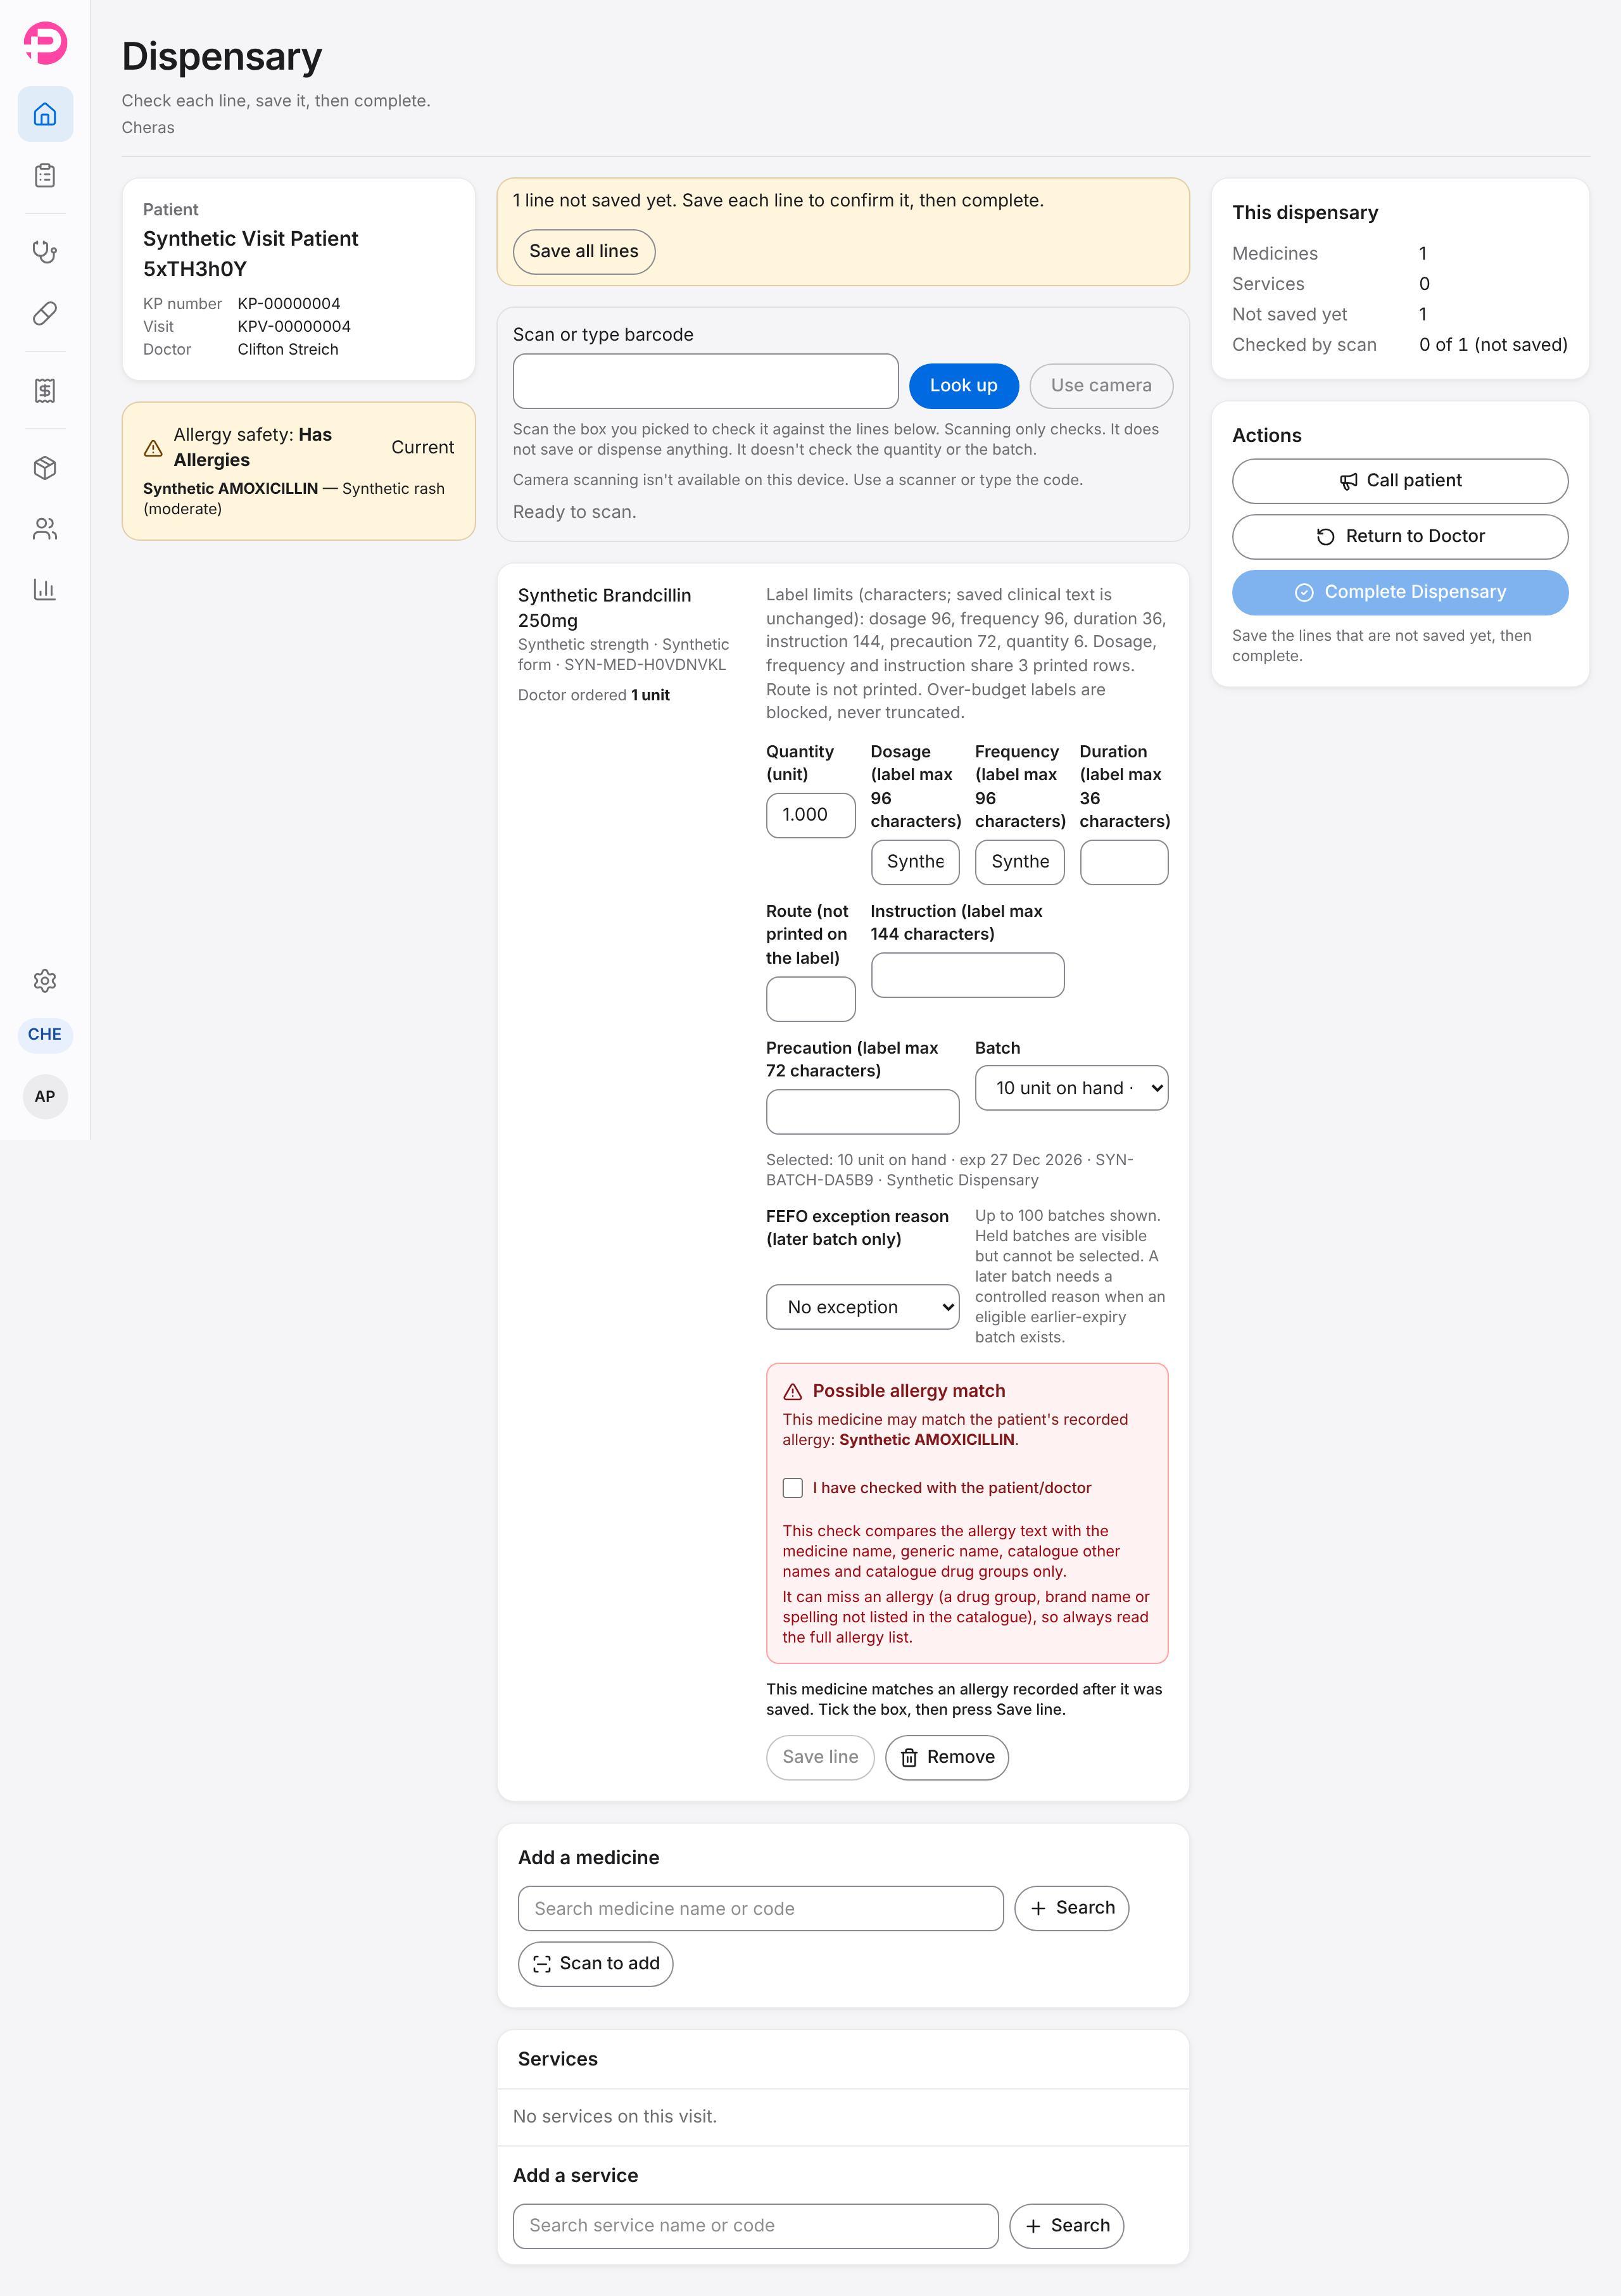 Dispensary
Check each line, save it, then complete.
Cheras
Patient
Synthetic Visit Patient
5xTH3h0Y
KP number KP-00000004
Visit KPV-00000004
Doctor Clifton Streich
Allergy safety: Has
Allergies
Current
Synthetic AMOXICILLIN — Synthetic rash
(moderate)
1 line not saved yet. Save each line to confirm it, then complete.
Save all lines
Scan or type barcode
Look up
Use camera
Scan the box you picked to check it against the lines below. Scanning only checks. It does
not save or dispense anything. It doesn't check the quantity or the batch.
Camera scanning isn't available on this device. Use a scanner or type the code.
Ready to scan.
Synthetic Brandcillin
250mg
Synthetic strength · Synthetic
form · SYN-MED-H0VDNVKL
Doctor ordered 1 unit
Label limits (characters; saved clinical text is
unchanged): dosage 96, frequency 96, duration 36,
instruction 144, precaution 72, quantity 6. Dosage,
frequency and instruction share 3 printed rows.
Route is not printed. Over-budget labels are
blocked, never truncated.
Quantity
(unit)
1.000
Dosage
(label max
96
characters)
Synthe
Frequency
(label max
96
characters)
Synthe
Duration
(label max
36
characters)
Route (not
printed on
the label)
Instruction (label max
144 characters)
Precaution (label max
72 characters)
Batch
10 unit on hand ·
Selected: 10 unit on hand · exp 27 Dec 2026 · SYN-
BATCH-DA5B9 · Synthetic Dispensary
FEFO exception reason
(later batch only)
No exception
Up to 100 batches shown.
Held batches are visible
but cannot be selected. A
later batch needs a
controlled reason when an
eligible earlier-expiry
batch exists.
Possible allergy match
This medicine may match the patient's recorded
allergy: Synthetic AMOXICILLIN.
I have checked with the patient/doctor
This check compares the allergy text with the
medicine name, generic name, catalogue other
names and catalogue drug groups only.
It can miss an allergy (a drug group, brand name or
spelling not listed in the catalogue), so always read
the full allergy list.
This medicine matches an allergy recorded after it was
saved. Tick the box, then press Save line.
Save line
Remove
Add a medicine
Search medicine name or code
Search
Scan to add
Services
No services on this visit.
Add a service
Search service name or code
Search
This dispensary
Medicines 1
Services 0
Not saved yet 1
Checked by scan 0 of 1 (not saved)
Actions
Call patient
Return to Doctor
Complete Dispensary
Save the lines that are not saved yet, then
complete.
CHE
AP